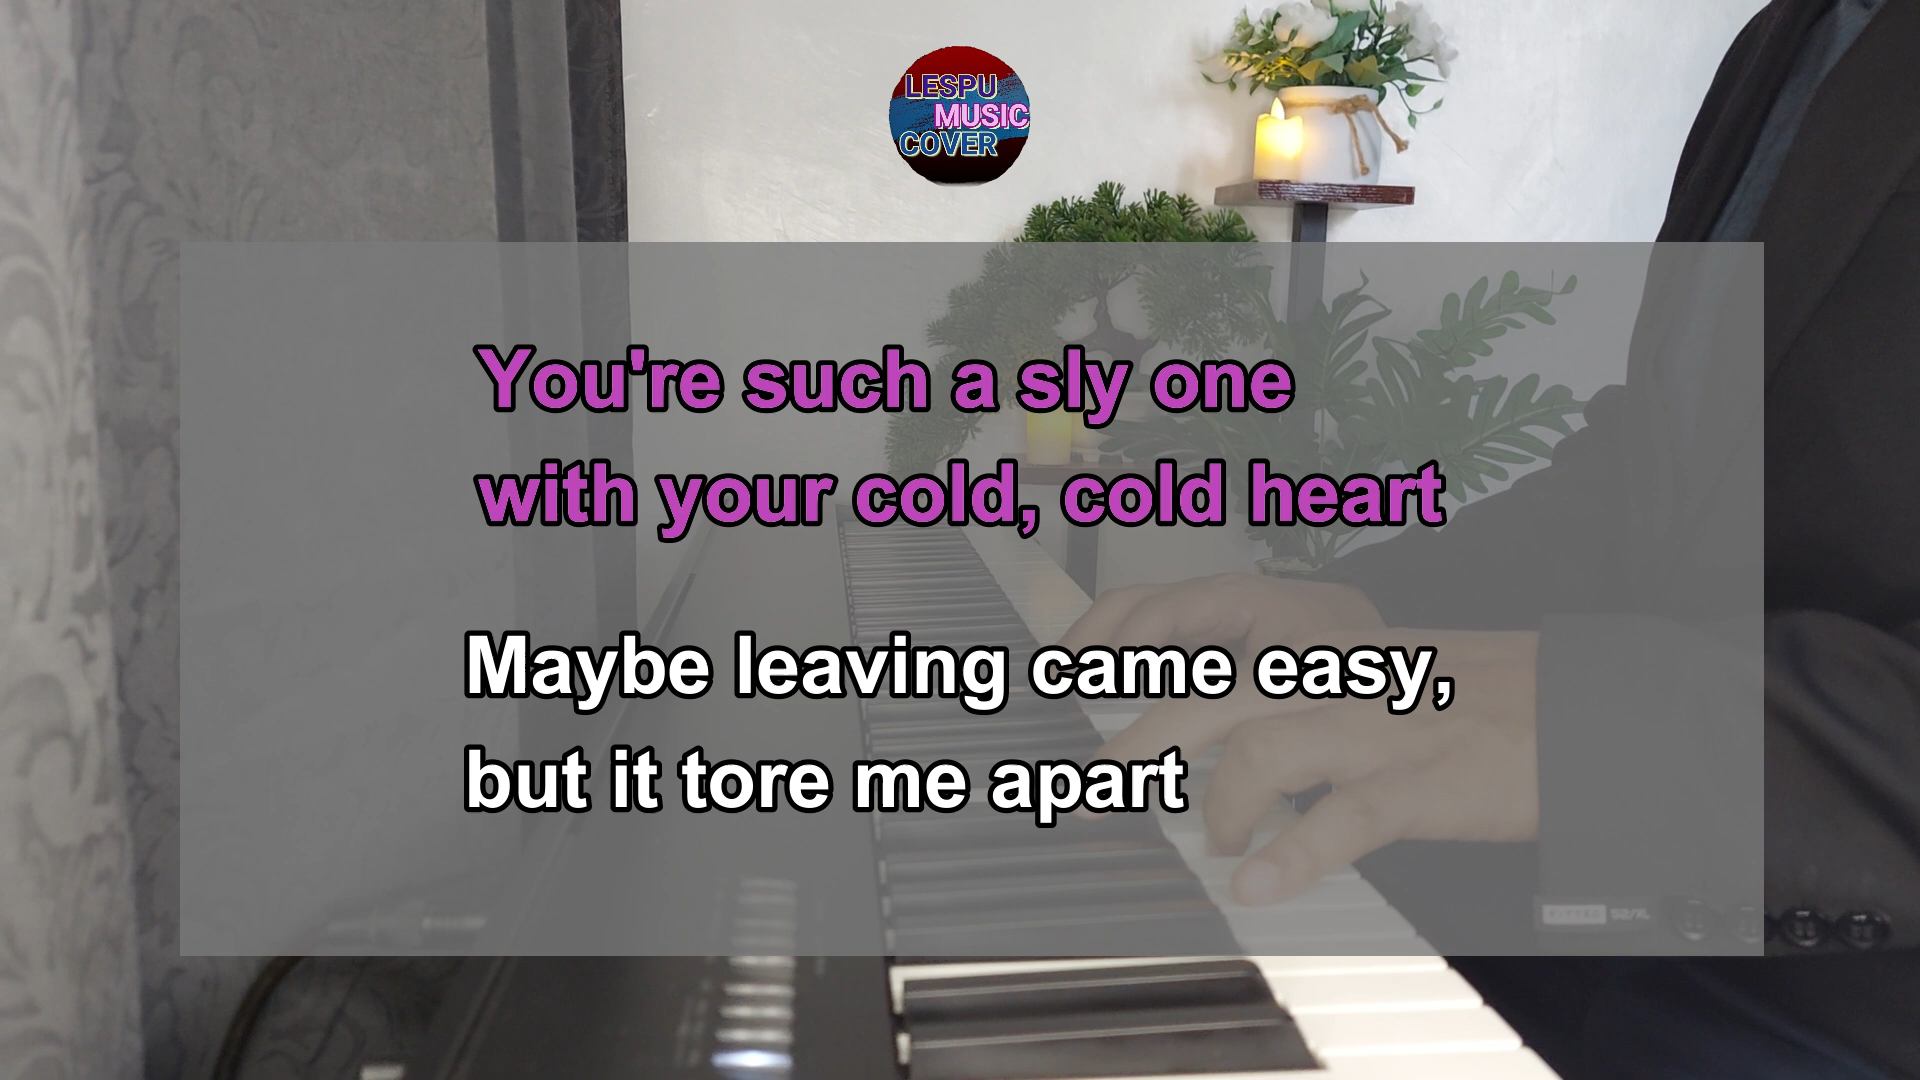 LESPU
MUSIC
COVER
You're such a sly one
with your cold, cold heart
Maybe leaving came easy,
but it tore me apart